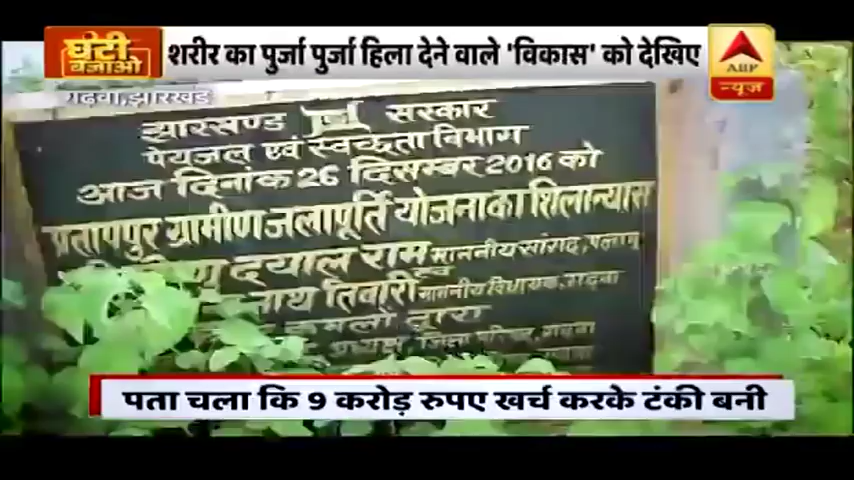 घंटी बजाओ
शरीर का पुर्जा पुर्जा हिला देने वाले 'विकास' को देखिए
ABP
न्यूज़
गढ़वा, झारखंड
झारखण्ड सरकार
पेयजल एवं स्वच्छता विभाग
आज दिनांक 26 दिसम्बर 2016 को
प्रतापपुर ग्रामीण जलापूर्ति योजना का शिलान्यास
दयाल राम माननीय सांसद, पलामू
एवं
नाथ तिवारी माननीय विधायक, गढ़वा
द्वारा
अध्यक्ष जिला परिषद, गढ़वा
पता चला कि 9 करोड़ रुपए खर्च करके टंकी बनी